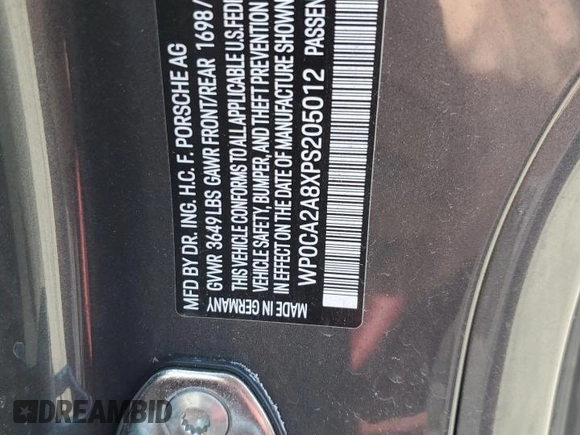 MFD BY DR. ING. H.C. F. PORSCHE AG
GVWR 3649 LBS GAWR FRONT/REAR 1698/
THIS VEHICLE CONFORMS TO ALL APPLICABLE U.S. FEDE
VEHICLE SAFETY, BUMPER, AND THEFT PREVENTION
IN EFFECT ON THE DATE OF MANUFACTURE SHOWN
WP0CA2A8XPS205012 PASSEN
MADE IN GERMANY
DREAMBID